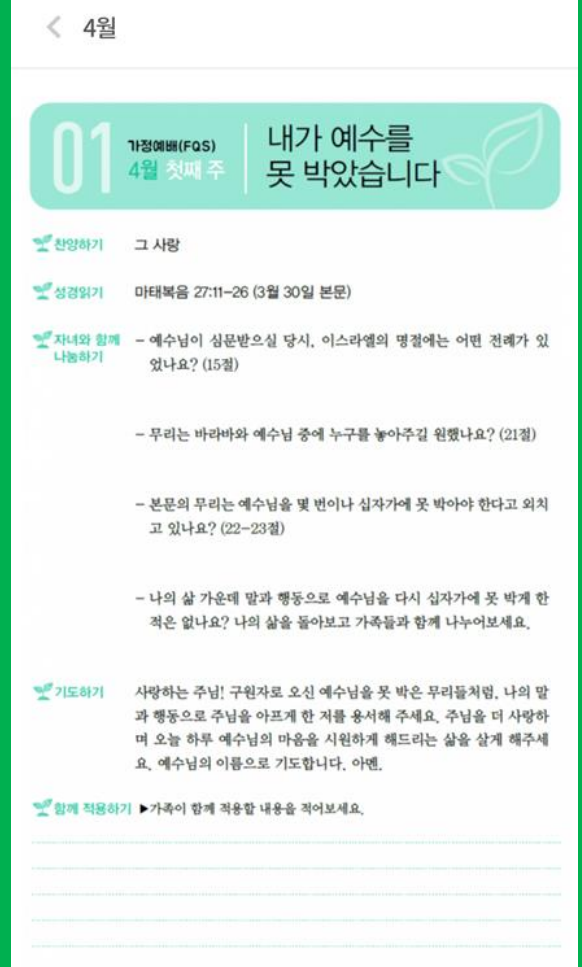 4월
01
가정예배(FQS)
4월 첫째 주
내가 예수를
못 박았습니다
찬양하기 그 사랑
성경읽기 마태복음 27:11-26 (3월 30일 본문)
자녀와 함께 나눔하기
- 예수님이 심문받으실 당시, 이스라엘의 명절에는 어떤 전례가 있
었나요? (15절)
- 무리는 바라바와 예수님 중에 누구를 놓아주길 원했나요? (21절)
- 본문의 무리는 예수님을 몇 번이나 십자가에 못 박아야 한다고 외치
고 있나요? (22-23절)
- 나의 삶 가운데 말과 행동으로 예수님을 다시 십자가에 못 박게 한
적은 없나요? 나의 삶을 돌아보고 가족들과 함께 나누어보세요.
기도하기 사랑하는 주님! 구원자로 오신 예수님을 못 박은 무리들처럼, 나의 말
과 행동으로 주님을 아프게 한 저를 용서해 주세요. 주님을 더 사랑하
며 오늘 하루 예수님의 마음을 시원하게 해드리는 삶을 살게 해주세
요. 예수님의 이름으로 기도합니다. 아멘.
함께 적용하기 ▶가족이 함께 적용할 내용을 적어보세요.